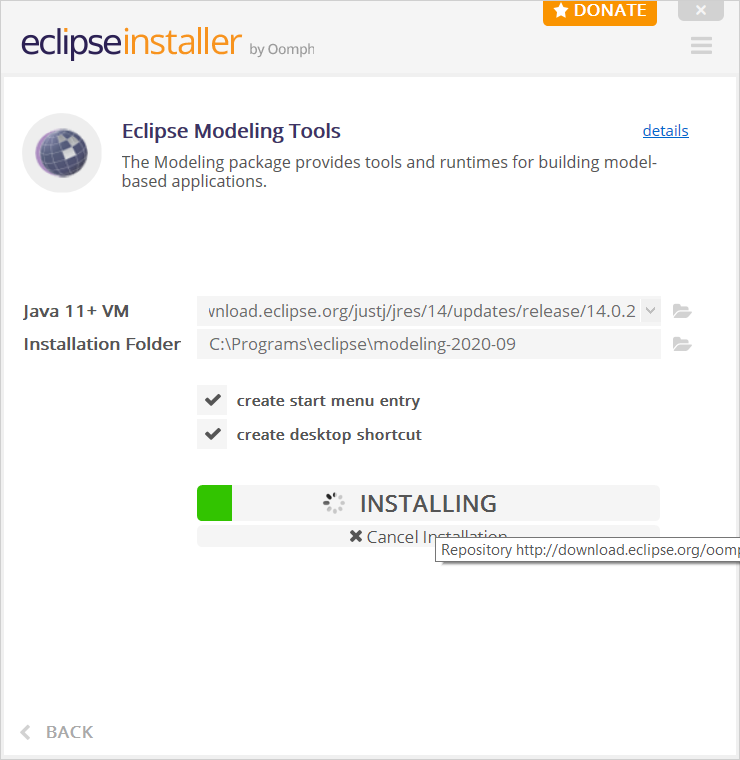 DONATE
eclipseinstaller by Oomph
Eclipse Modeling Tools details
The Modeling package provides tools and runtimes for building model-
based applications.
Java 11+ VM wnload.eclipse.org/justj/jres/14/updates/release/14.0.2
Installation Folder C:\Programs\eclipse\modeling-2020-09
create start menu entry
create desktop shortcut
INSTALLING
Cancel Installation
Repository http://download.eclipse.org/oomp
BACK